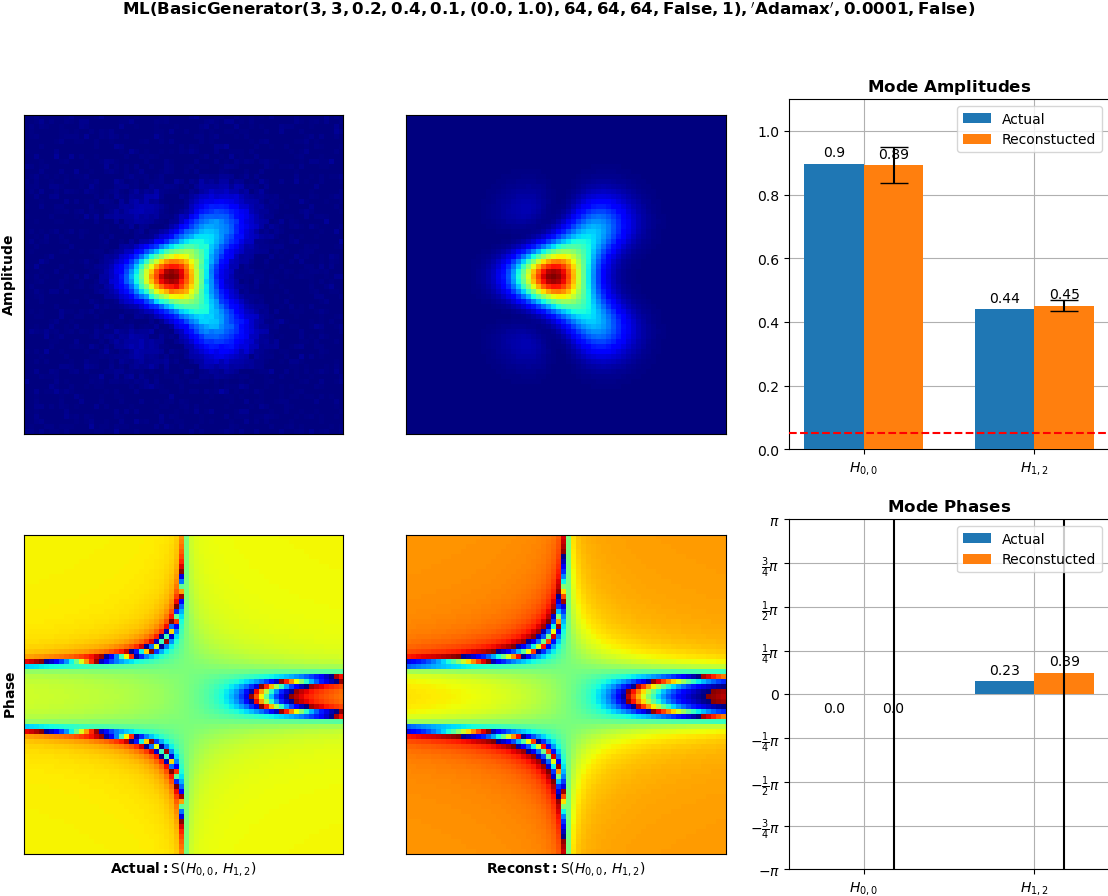 ML(BasicGenerator(3, 3, 0.2, 0.4, 0.1, (0.0, 1.0), 64, 64, 64, False, 1), ′Adamax′, 0.0001, False)
Mode Amplitudes
Amplitude
1.0
0.8
0.6
0.4
0.2
0.0
Actual
Reconstucted
0.9
0.89
0.44
0.45
H0, 0
H1, 2
Mode Phases
Phase
π
3/4π
1/2π
1/4π
0
−1/4π
−1/2π
−3/4π
−π
Actual
Reconstucted
0.0
0.0
0.23
0.39
H0, 0
H1, 2
Actual: S(H0, 0, H1, 2)
Reconst: S(H0, 0, H1, 2)